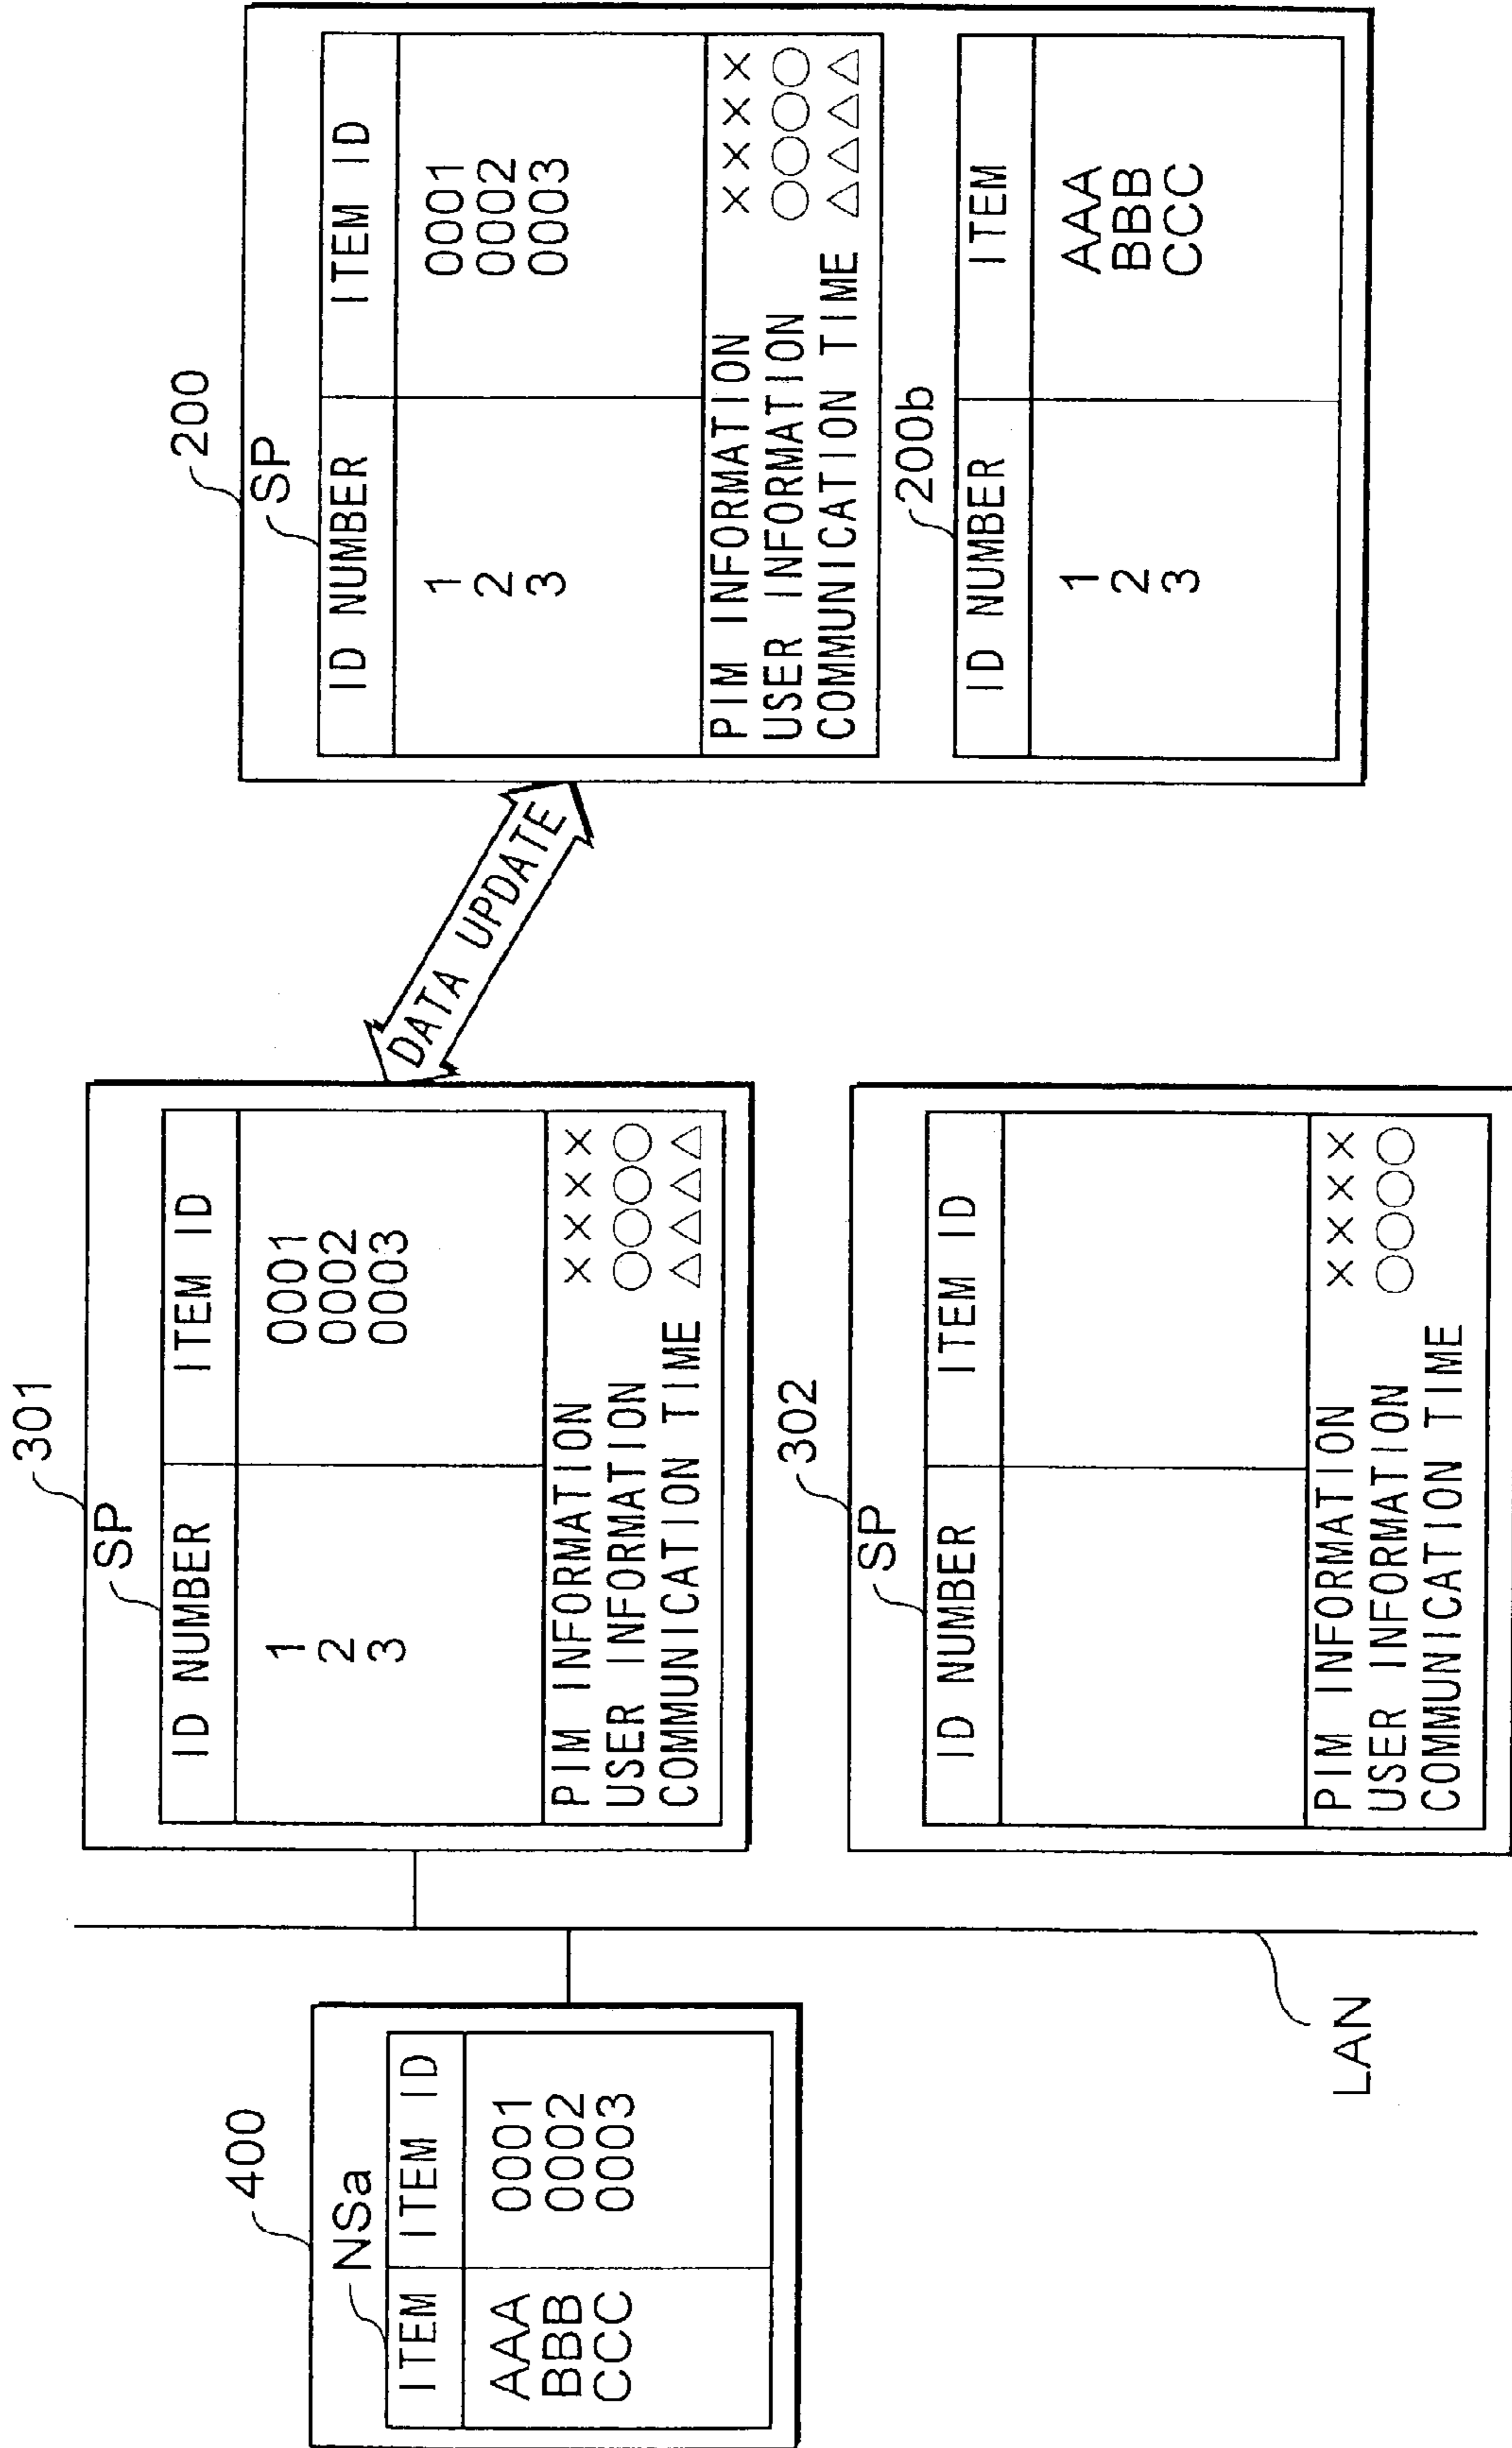 400
NSa
ITEM ITEM ID
AAA 0001
BBB 0002
CCC 0003
LAN
301
SP
ID NUMBER ITEM ID
1 0001
2 0002
3 0003
PIM INFORMATION ××××
USER INFORMATION ○○○○
COMMUNICATION TIME △△△△
302
SP
ID NUMBER ITEM ID
PIM INFORMATION ××××
USER INFORMATION ○○○○
COMMUNICATION TIME
DATA UPDATE
200
SP
ID NUMBER ITEM ID
1 0001
2 0002
3 0003
PIM INFORMATION ××××
USER INFORMATION ○○○○
COMMUNICATION TIME △△△△
200b
ID NUMBER ITEM
1 AAA
2 BBB
3 CCC